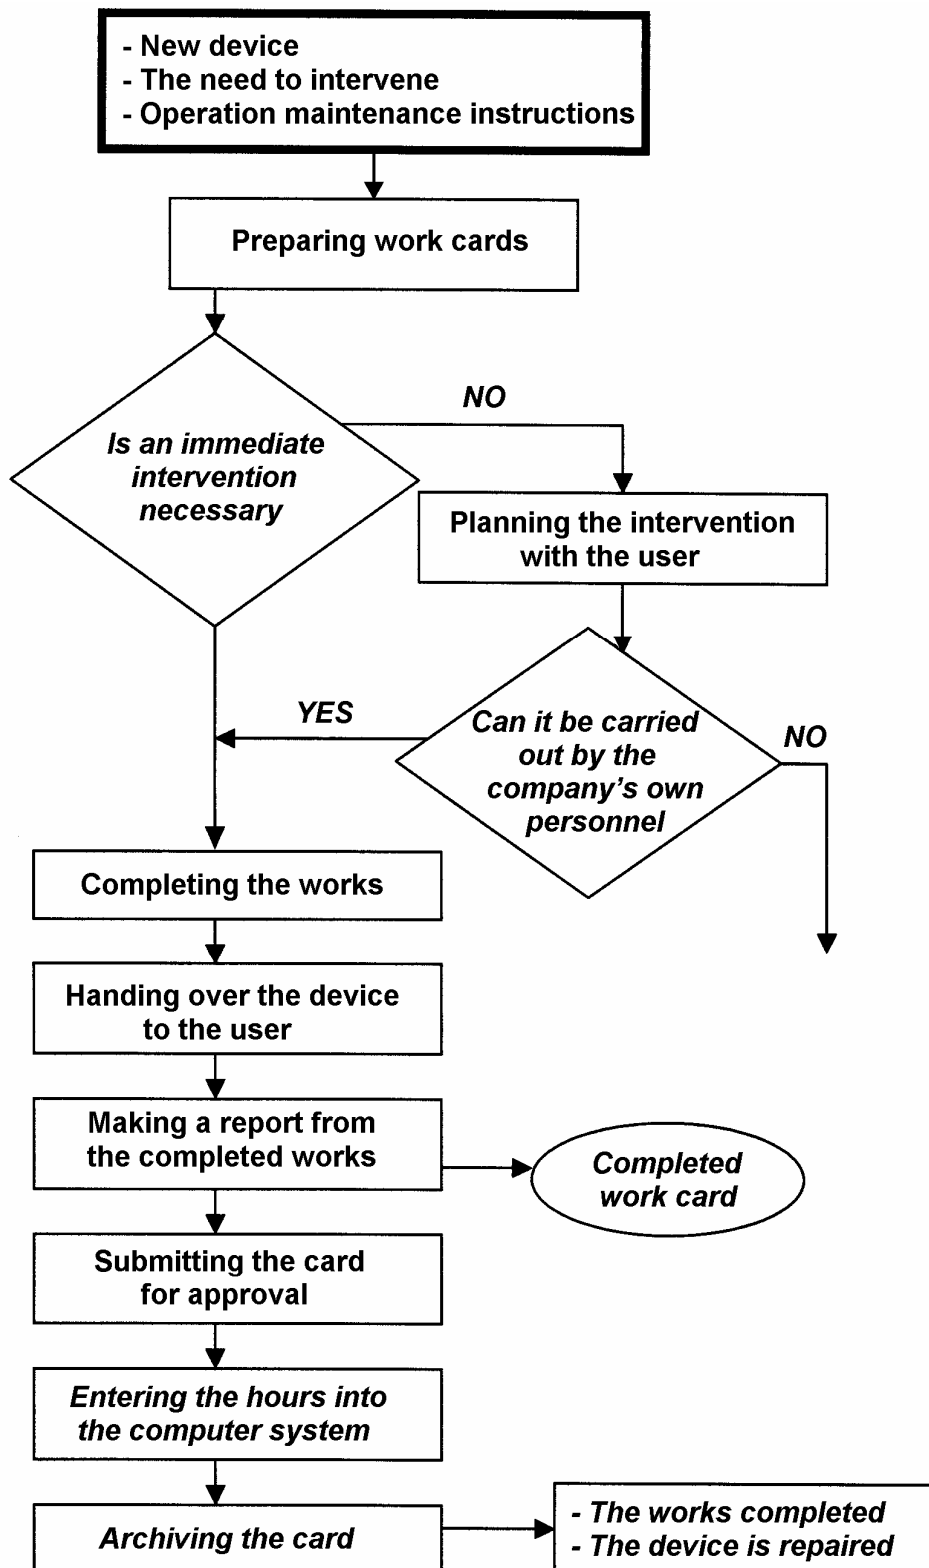 - New device
- The need to intervene
- Operation maintenance instructions
Preparing work cards
NO
Is an immediate
intervention
necessary
Planning the intervention
with the user
YES
Can it be carried
out by the
company's own
personnel
NO
Completing the works
Handing over the device
to the user
Making a report from
the completed works
Completed
work card
Submitting the card
for approval
Entering the hours into
the computer system
Archiving the card
- The works completed
- The device is repaired